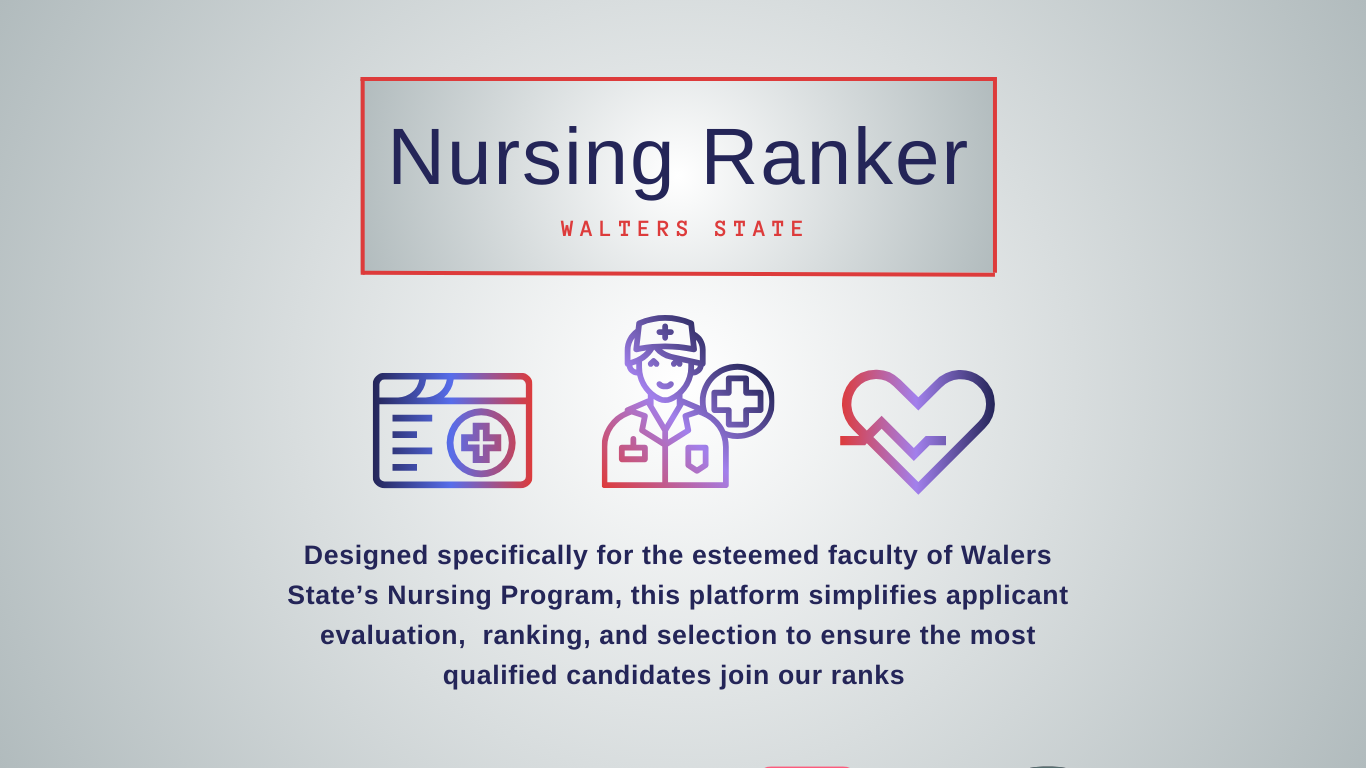 Nursing Ranker
WALTERS STATE
Designed specifically for the esteemed faculty of Walers
State’s Nursing Program, this platform simplifies applicant
evaluation,  ranking, and selection to ensure the most
qualified candidates join our ranks